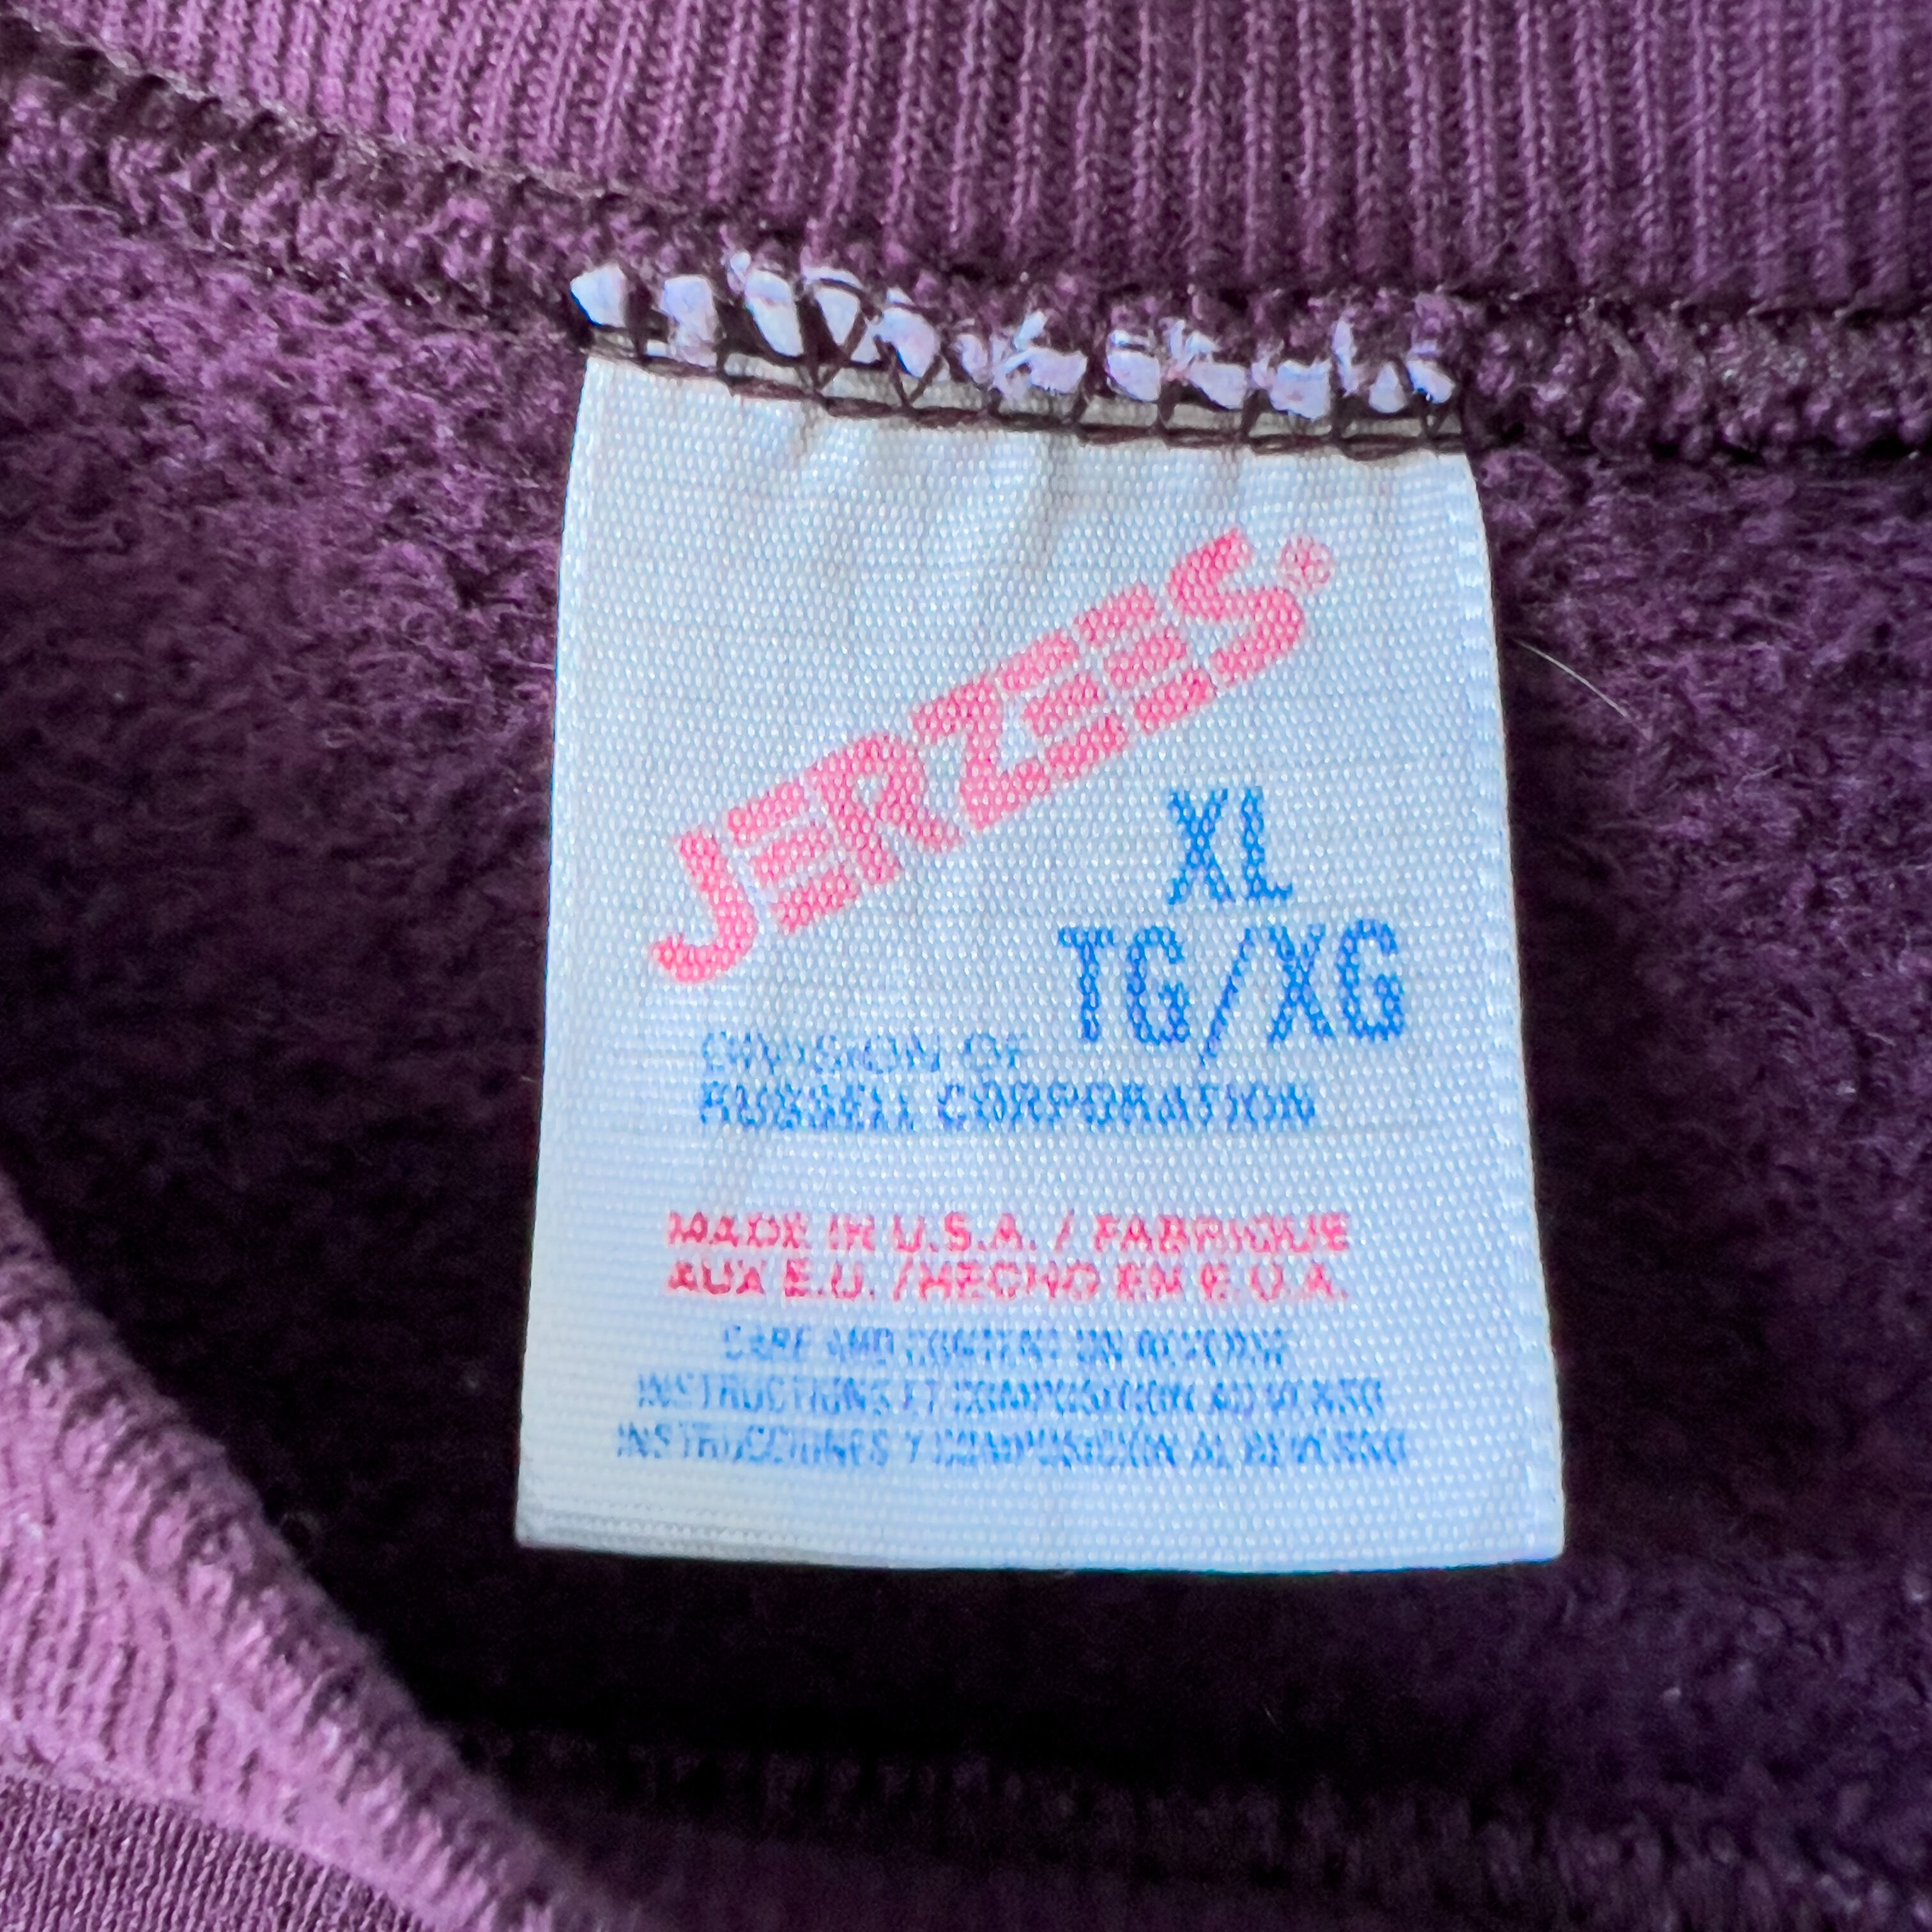 JERZEES®
XL
TG/XG
DIVISION OF
RUSSELL CORPORATION
MADE IN U.S.A. / FABRIQUE
AUX E.U. /HECHO EN E.U.A.
CARE AND CONTENT ON REVERSE
INSTRUCTIONS ET COMPOSITION AU VERSO
INSTRUCCIONES Y COMPOSICION AL REVERSO